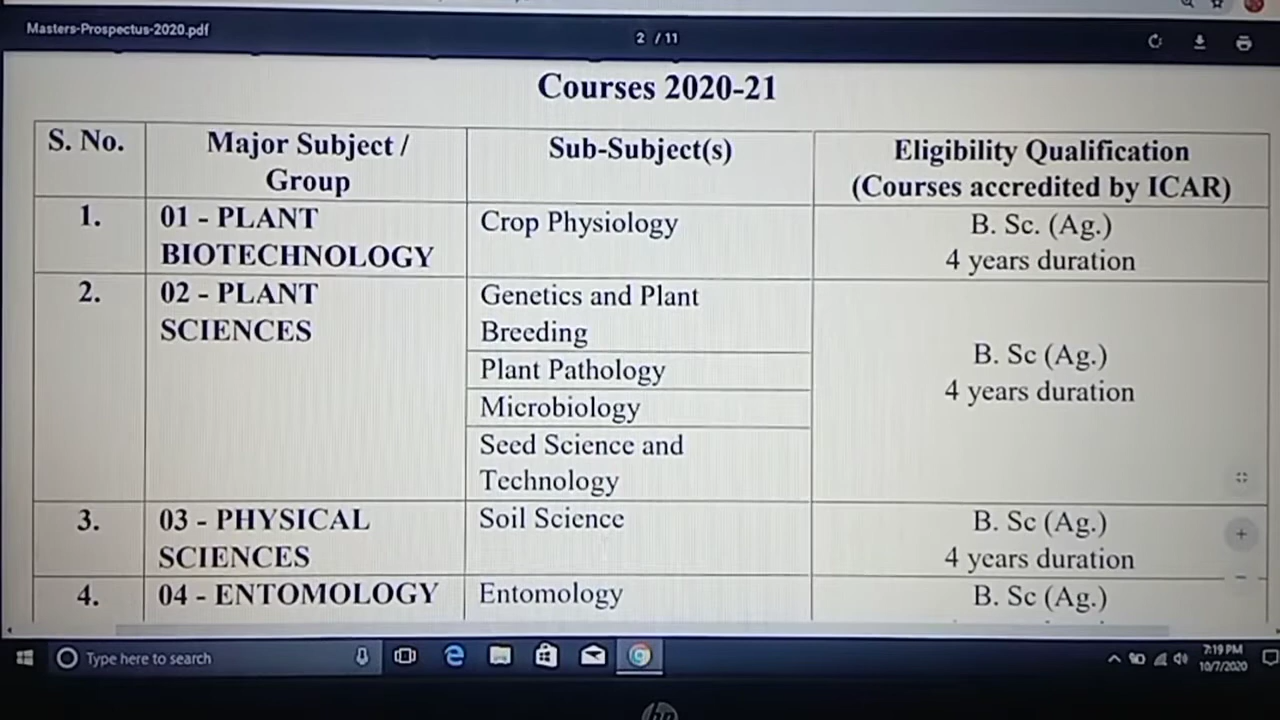 Masters-Prospectus-2020.pdf
2 / 11
Courses 2020-21
S. No.
Major Subject /
Group
Sub-Subject(s)
Eligibility Qualification
(Courses accredited by ICAR)
1.
01 - PLANT
BIOTECHNOLOGY
Crop Physiology
B. Sc. (Ag.)
4 years duration
2.
02 - PLANT
SCIENCES
Genetics and Plant
Breeding
Plant Pathology
Microbiology
Seed Science and
Technology
B. Sc (Ag.)
4 years duration
3.
03 - PHYSICAL
SCIENCES
Soil Science
B. Sc (Ag.)
4 years duration
4.
04 - ENTOMOLOGY
Entomology
B. Sc (Ag.)
Type here to search
7:19 PM
10/7/2020
hp